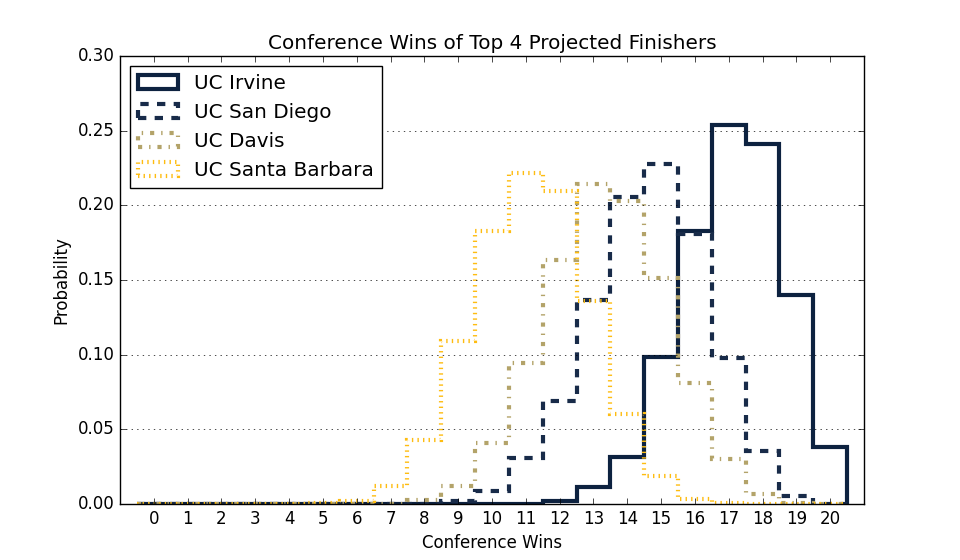 Conference Wins of Top 4 Projected Finishers
UC Irvine
UC San Diego
UC Davis
UC Santa Barbara
Probability
0.30
0.25
0.20
0.15
0.10
0.05
0.00
0 1 2 3 4 5 6 7 8 9 10 11 12 13 14 15 16 17 18 19 20
Conference Wins